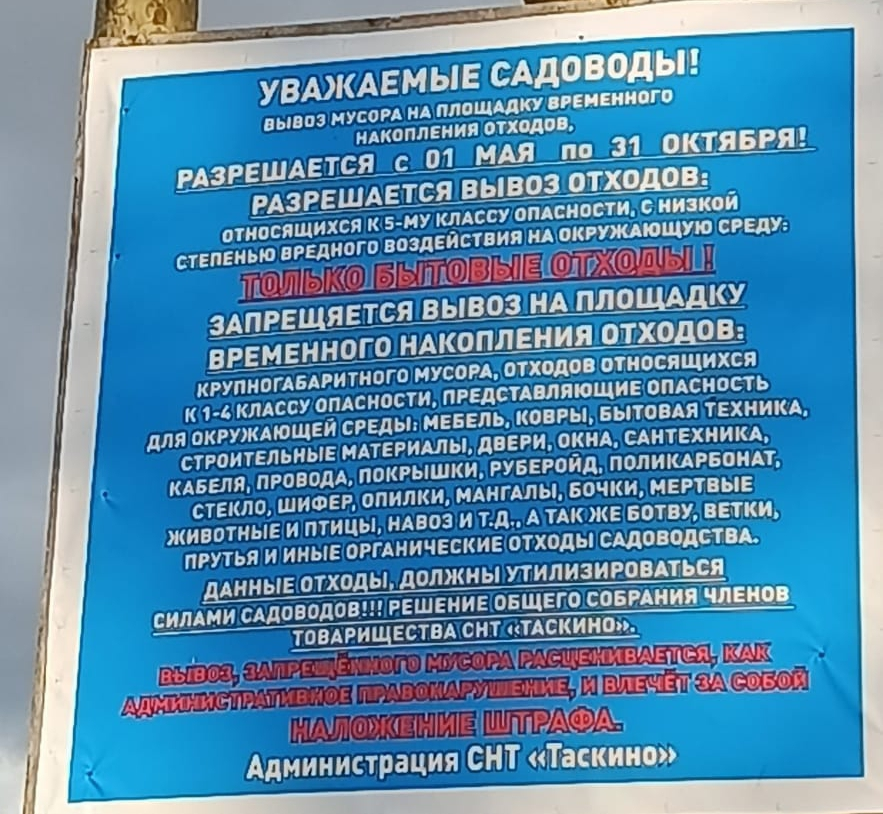 УВАЖАЕМЫЕ САДОВОДЫ!
ВЫВОЗ МУСОРА НА ПЛОЩАДКУ ВРЕМЕННОГО
НАКОПЛЕНИЯ ОТХОДОВ,
РАЗРЕШАЕТСЯ с 01 МАЯ по 31 ОКТЯБРЯ!
РАЗРЕШАЕТСЯ ВЫВОЗ ОТХОДОВ:
ОТНОСЯЩИХСЯ К 5-МУ КЛАССУ ОПАСНОСТИ, С НИЗКОЙ
СТЕПЕНЬЮ ВРЕДНОГО ВОЗДЕЙСТВИЯ НА ОКРУЖАЮЩУЮ СРЕДУ:
ТОЛЬКО БЫТОВЫЕ ОТХОДЫ !
ЗАПРЕЩЯЕТСЯ ВЫВОЗ НА ПЛОЩАДКУ
ВРЕМЕННОГО НАКОПЛЕНИЯ ОТХОДОВ:
КРУПНОГАБАРИТНОГО МУСОРА, ОТХОДОВ ОТНОСЯЩИХСЯ
К 1-4 КЛАССУ ОПАСНОСТИ, ПРЕДСТАВЛЯЮЩИЕ ОПАСНОСТЬ
ДЛЯ ОКРУЖАЮЩЕЙ СРЕДЫ: МЕБЕЛЬ, КОВРЫ, БЫТОВАЯ ТЕХНИКА,
СТРОИТЕЛЬНЫЕ МАТЕРИАЛЫ, ДВЕРИ, ОКНА, САНТЕХНИКА,
КАБЕЛЯ, ПРОВОДА, ПОКРЫШКИ, РУБЕРОЙД, ПОЛИКАРБОНАТ,
СТЕКЛО, ШИФЕР, ОПИЛКИ, МАНГАЛЫ, БОЧКИ, МЕРТВЫЕ
ЖИВОТНЫЕ И ПТИЦЫ, НАВОЗ И Т.Д., А ТАК ЖЕ БОТВУ, ВЕТКИ,
ПРУТЬЯ И ИНЫЕ ОРГАНИЧЕСКИЕ ОТХОДЫ САДОВОДСТВА.
ДАННЫЕ ОТХОДЫ, ДОЛЖНЫ УТИЛИЗИРОВАТЬСЯ
СИЛАМИ САДОВОДОВ!!! РЕШЕНИЕ ОБЩЕГО СОБРАНИЯ ЧЛЕНОВ
ТОВАРИЩЕСТВА СНТ «ТАСКИНО».
ВЫВОЗ, ЗАПРЕЩЁННОГО МУСОРА РАСЦЕНИВАЕТСЯ, КАК
АДМИНИСТРАТИВНОЕ ПРАВОНАРУШЕНИЕ, И ВЛЕЧЁТ ЗА СОБОЙ
НАЛОЖЕНИЕ ШТРАФА.
Администрация СНТ «Таскино»